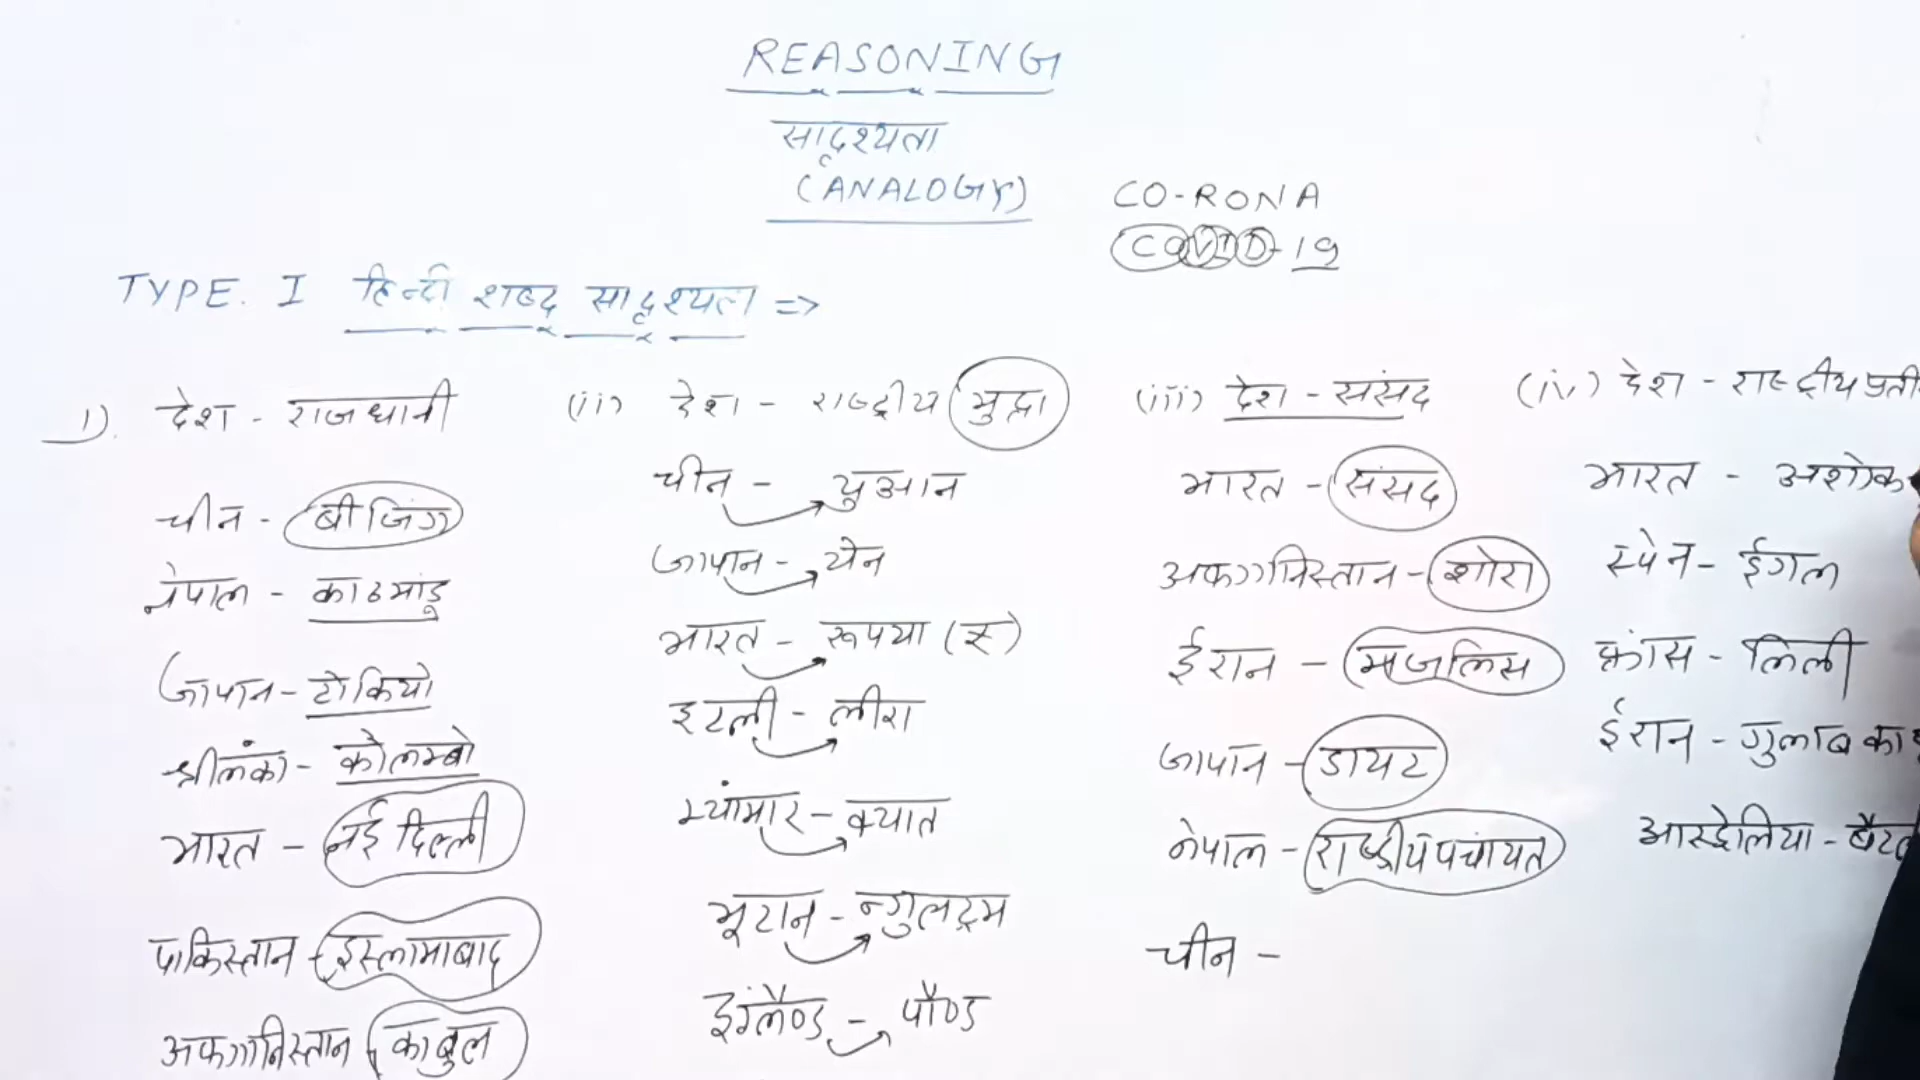 REASONING
सादृश्यता
(ANALOGY)
CO-RONA
COVID-19
TYPE. I हिन्दी शब्द सादृश्यता =>
1). देश - राजधानी
चीन - बीजिंग
नेपाल - काठमांडू
जापान - टोकियो
श्रीलंका - कोलम्बो
भारत - नई दिल्ली
पाकिस्तान - इस्लामाबाद
अफगानिस्तान - काबुल
(ii) देश - राष्ट्रीय मुद्रा
चीन - युआन
जापान - येन
भारत - रूपया (₹)
इटली - लीरा
म्यांमार - क्यात
भूटान - न्गुलट्रम
इंग्लैण्ड - पौण्ड
(iii) देश - संसद
भारत - संसद
अफगानिस्तान - शोरा
ईरान - मजलिस
जापान - डायट
नेपाल - राष्ट्रीय पंचायत
चीन -
(iv) देश - राष्ट्रीय
भारत - अशोक
स्पेन - ईगल
फ्रांस - लिली
ईरान - गुलाब का
आस्ट्रेलिया -